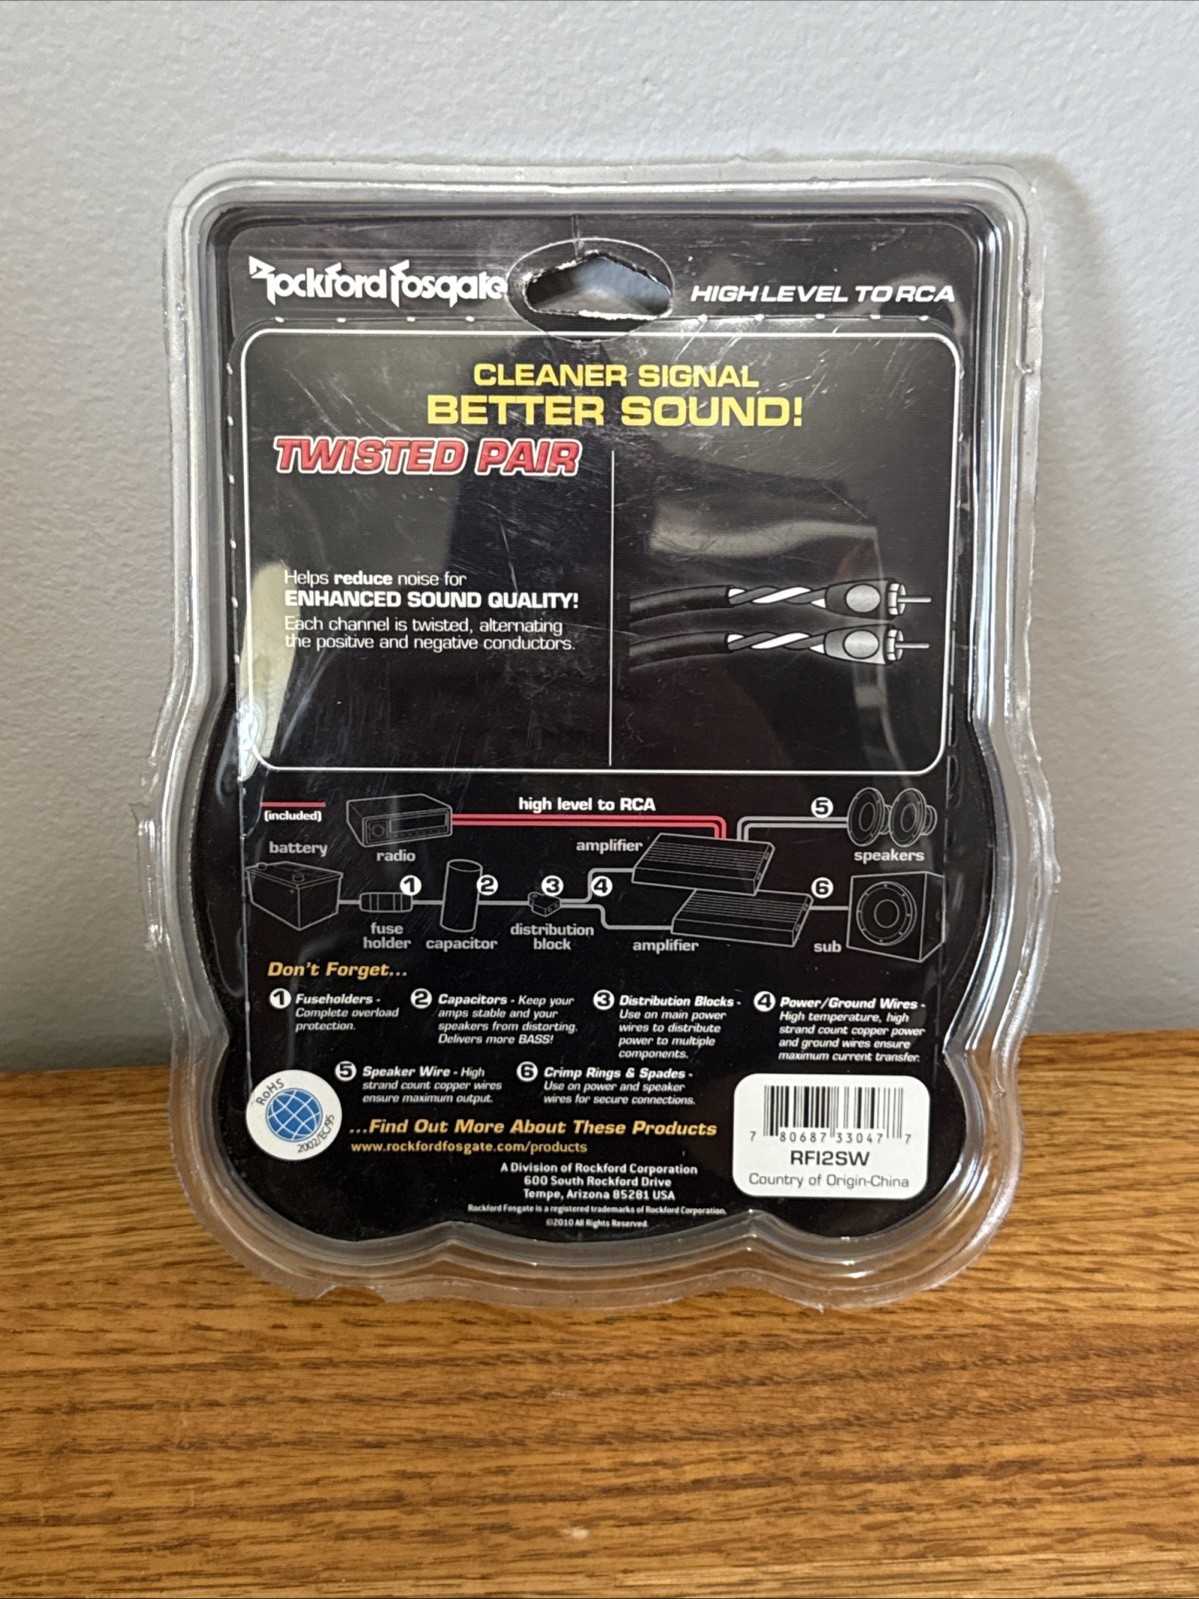 Rockford Fosgate
HIGH LEVEL TO RCA
CLEANER SIGNAL
BETTER SOUND!
TWISTED PAIR
Helps reduce noise for
ENHANCED SOUND QUALITY!
Each channel is twisted, alternating
the positive and negative conductors.
(included)
high level to RCA
5
battery
radio
amplifier
speakers
1
2
3
4
6
fuse
holder
capacitor
distribution
block
amplifier
sub
Don't Forget...
1 Fuseholders -
Complete overload
protection.
2 Capacitors - Keep your
amps stable and your
speakers from distorting.
Delivers more BASS!
3 Distribution Blocks -
Use on main power
wires to distribute
power to multiple
components.
4 Power/Ground Wires -
High temperature, high
strand count copper power
and ground wires ensure
maximum current transfer.
5 Speaker Wire - High
strand count copper wires
ensure maximum output.
6 Crimp Rings & Spades -
Use on power and speaker
wires for secure connections.
RoHS
2002/EC/95
...Find Out More About These Products
www.rockfordfosgate.com/products
A Division of Rockford Corporation
600 South Rockford Drive
Tempe, Arizona 85281 USA
Rockford Fosgate is a registered trademarks of Rockford Corporation.
©2010 All Rights Reserved.
7 80687 33047 7
RFI2SW
Country of Origin-China